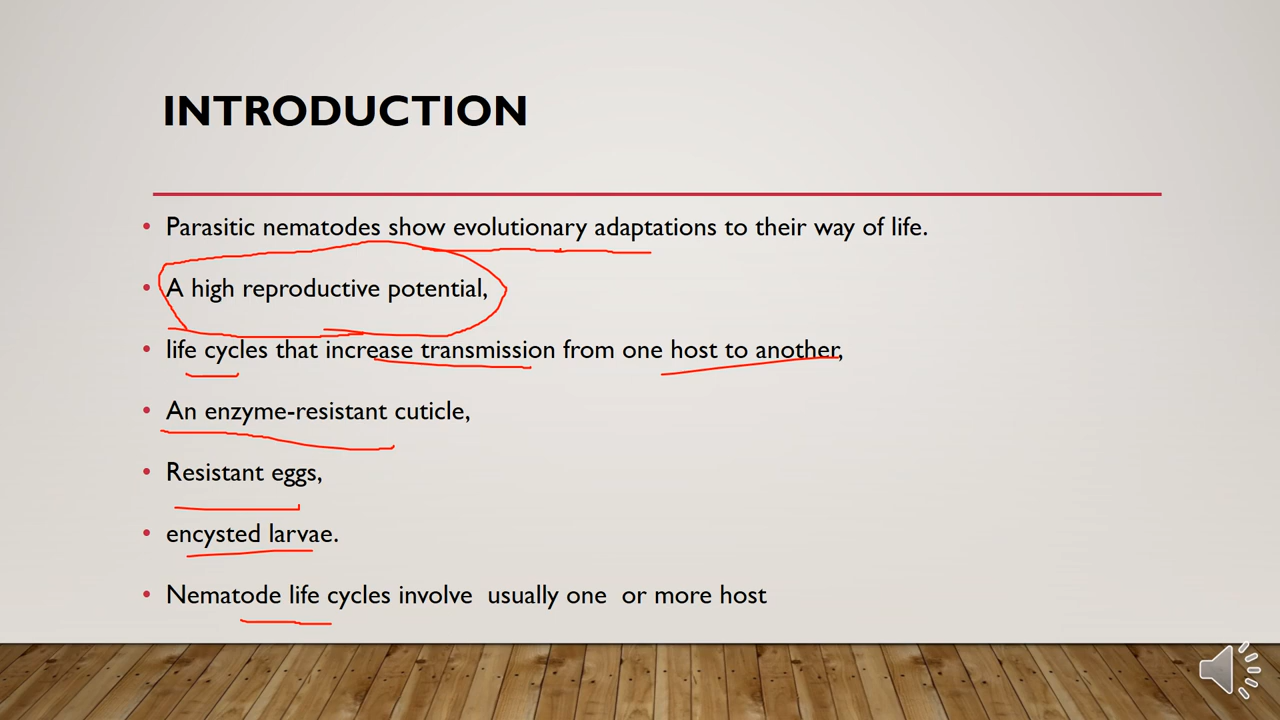 INTRODUCTION
• Parasitic nematodes show evolutionary adaptations to their way of life.
• A high reproductive potential,
• life cycles that increase transmission from one host to another,
• An enzyme-resistant cuticle,
• Resistant eggs,
• encysted larvae.
• Nematode life cycles involve  usually one  or more host